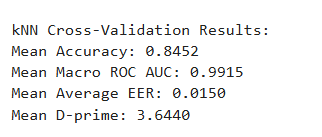 kNN Cross-Validation Results:
Mean Accuracy: 0.8452
Mean Macro ROC AUC: 0.9915
Mean Average EER: 0.0150
Mean D-prime: 3.6440